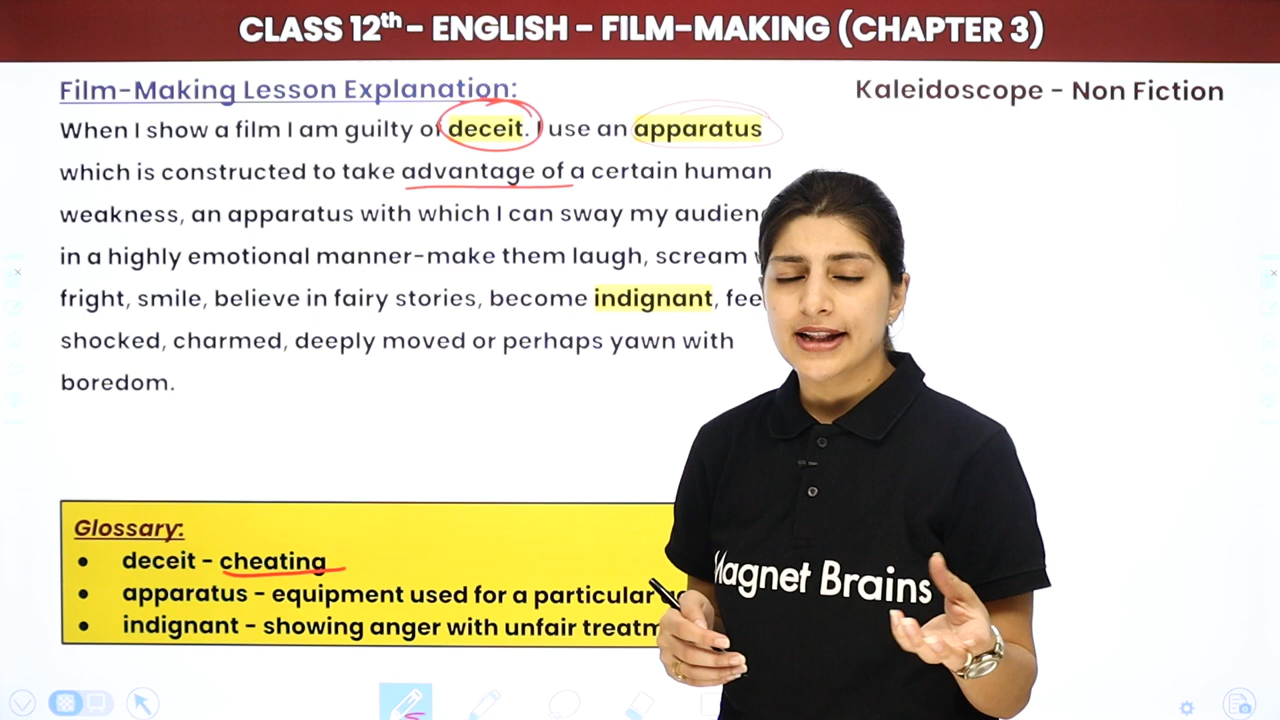 CLASS 12th - ENGLISH - FILM-MAKING (CHAPTER 3)
Film-Making Lesson Explanation:
Kaleidoscope - Non Fiction
When I show a film I am guilty of deceit. I use an apparatus
which is constructed to take advantage of a certain human
weakness, an apparatus with which I can sway my
in a highly emotional manner-make them laugh, scream
fright, smile, believe in fairy stories, become indignant,
shocked, charmed, deeply moved or perhaps yawn with
boredom.
Glossary:
• deceit - cheating
• apparatus - equipment used for a particular
• indignant - showing anger with unfair
Magnet Brains